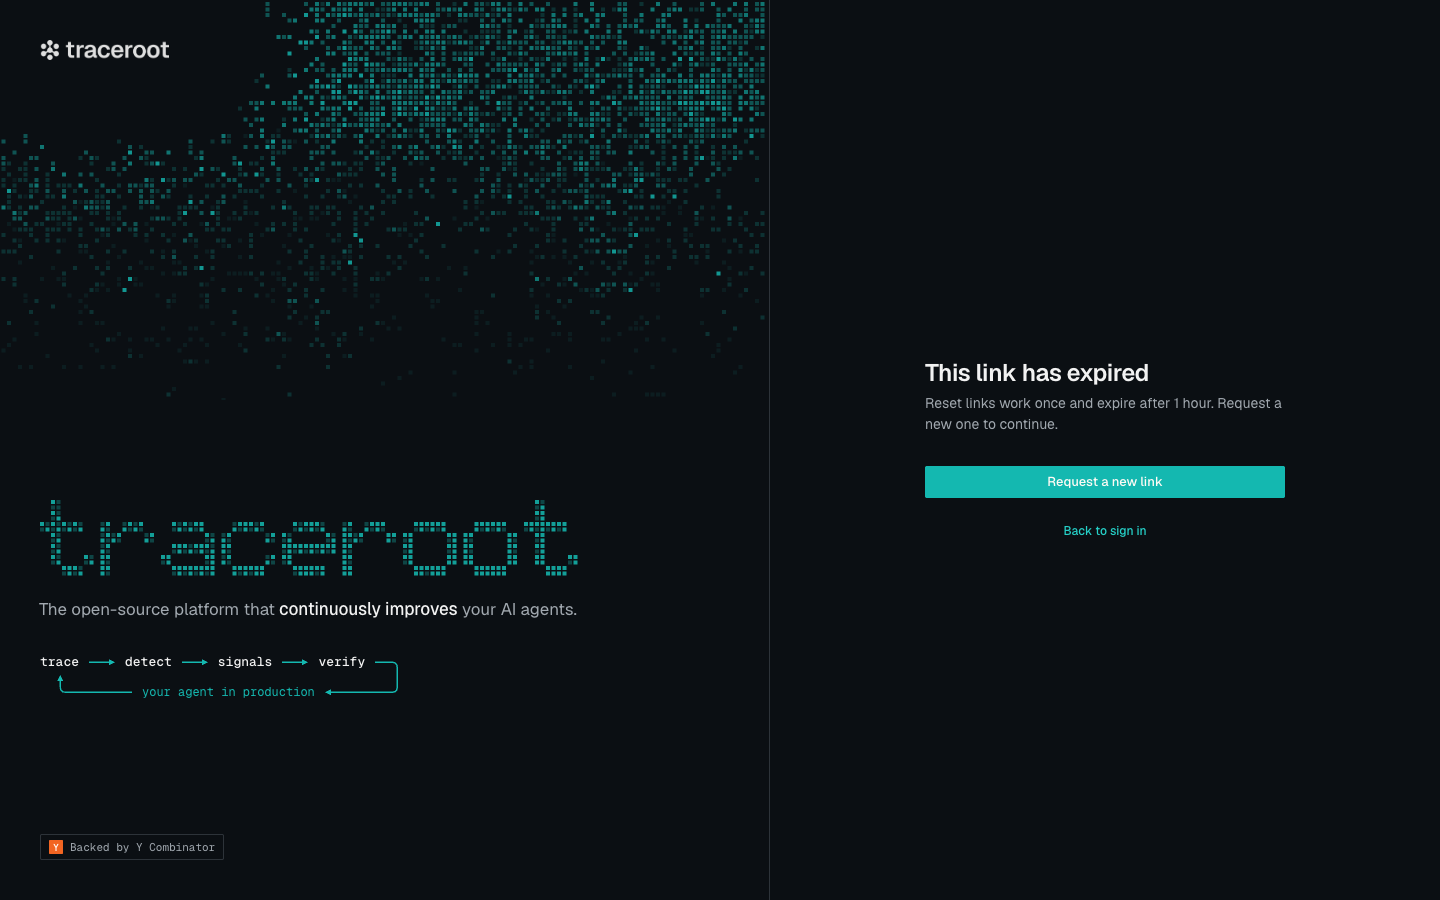 traceroot
traceroot
The open-source platform that continuously improves your AI agents.
trace detect signals verify
your agent in production
Y Backed by Y Combinator
This link has expired
Reset links work once and expire after 1 hour. Request a
new one to continue.
Request a new link
Back to sign in